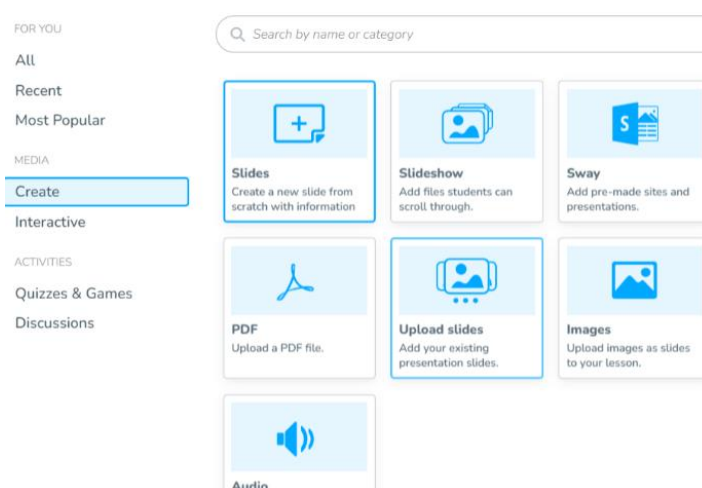 FOR YOU
All
Recent
Most Popular
MEDIA
Create
Interactive
ACTIVITIES
Quizzes & Games
Discussions
Search by name or category
Slides
Create a new slide from
scratch with information
Slideshow
Add files students can
scroll through.
S
Sway
Add pre-made sites and
presentations.
PDF
Upload a PDF file.
Upload slides
Add your existing
presentation slides.
Images
Upload images as slides
to your lesson.
Audio